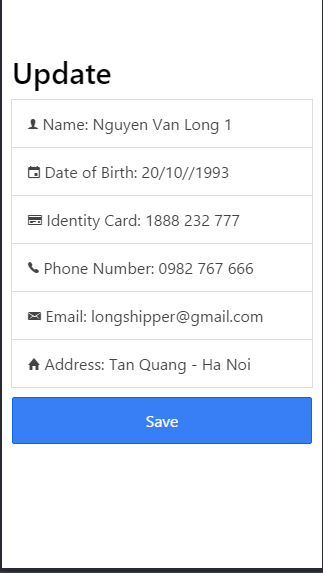 Update
Name: Nguyen Van Long 1
Date of Birth: 20/10//1993
Identity Card: 1888 232 777
Phone Number: 0982 767 666
Email: longshipper@gmail.com
Address: Tan Quang - Ha Noi
Save